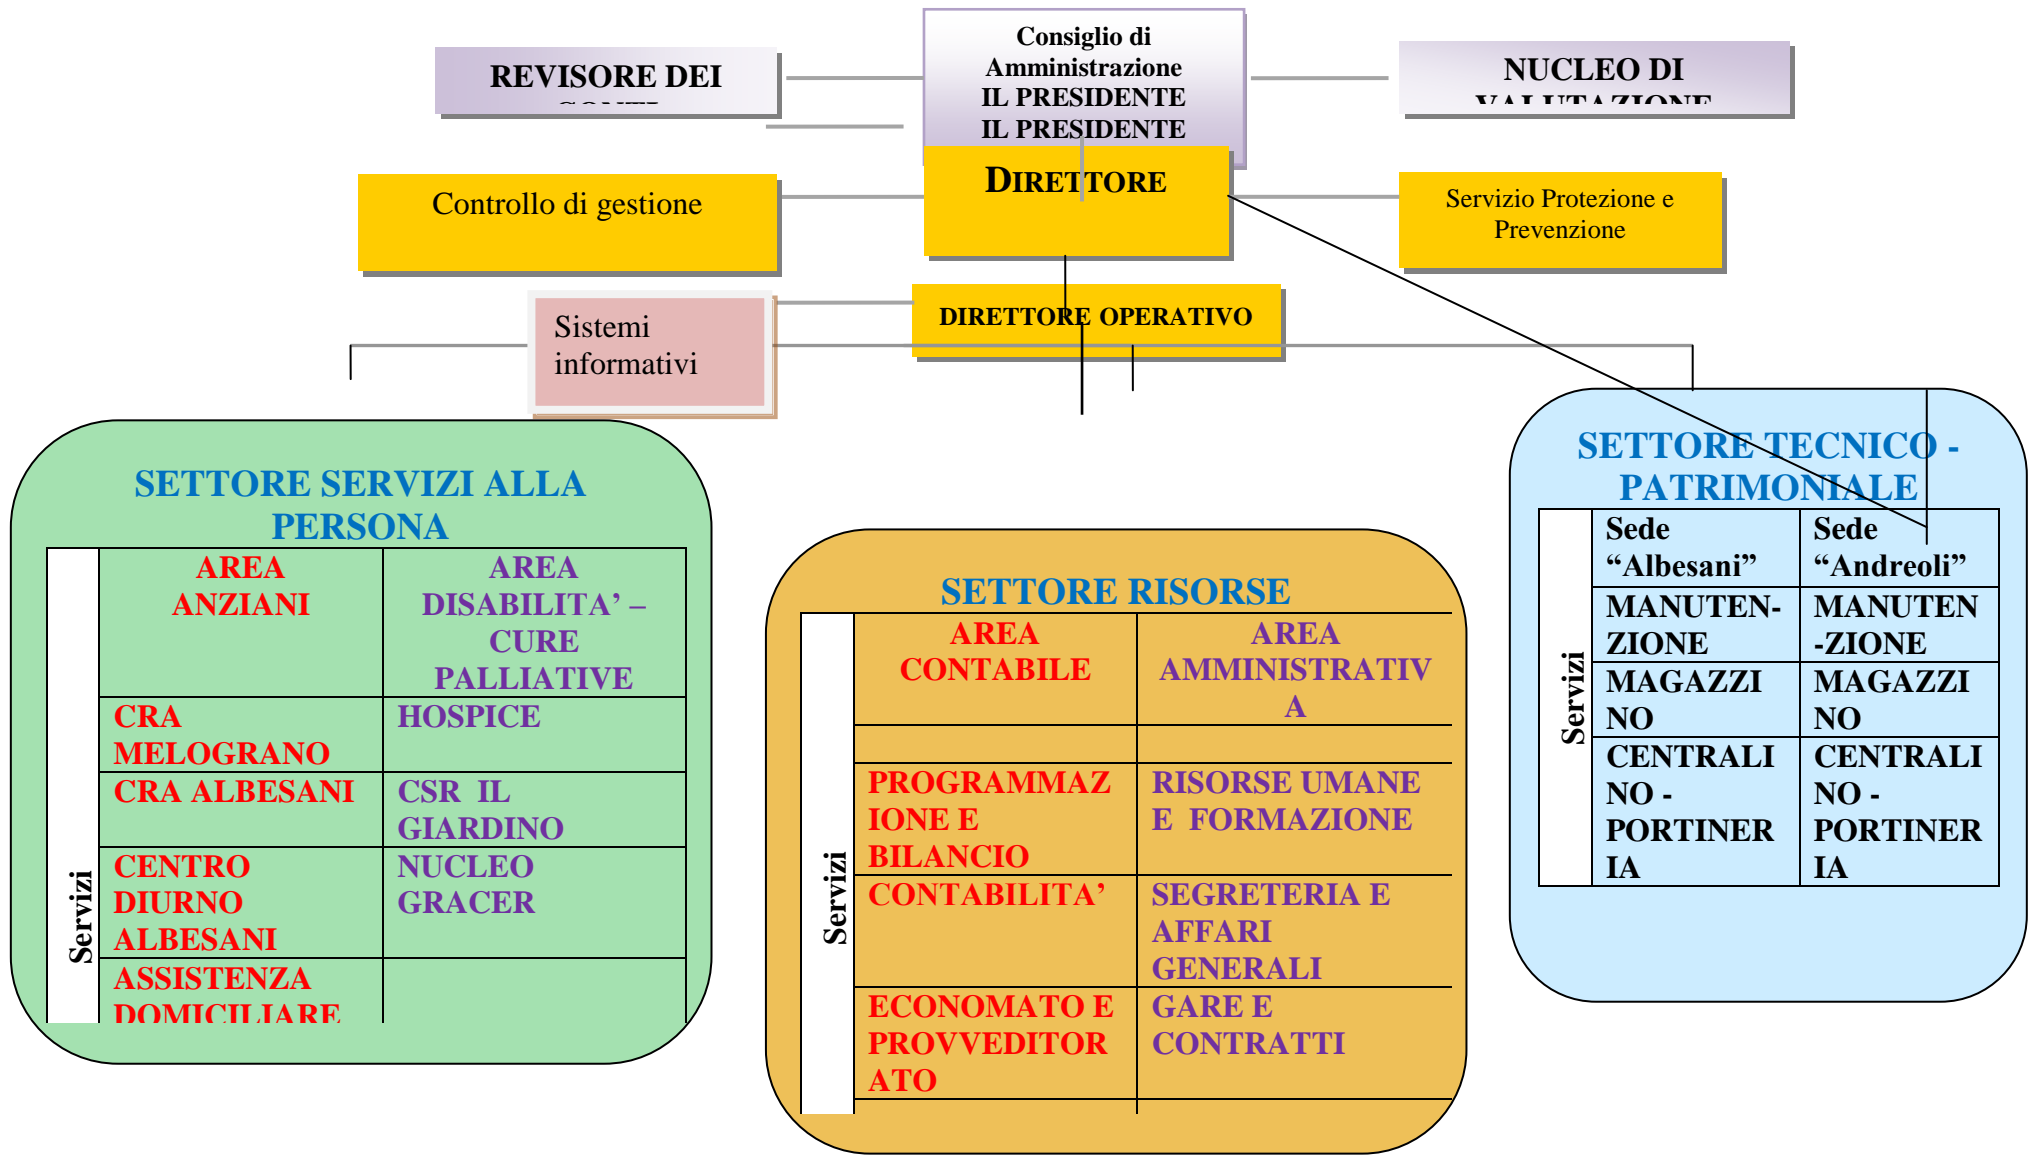 Consiglio di
Amministrazione
IL PRESIDENTE
IL PRESIDENTE
REVISORE DEI
CONTI
NUCLEO DI
VALUTAZIONE
DIRETTORE
Controllo di gestione
Servizio Protezione e
Prevenzione
DIRETTORE OPERATIVO
Sistemi
informativi
SETTORE SERVIZI ALLA
PERSONA
Servizi
AREA
ANZIANI
AREA
DISABILITA’ –
CURE
PALLIATIVE
CRA
MELOGRANO
HOSPICE
CRA ALBESANI
CSR IL
GIARDINO
CENTRO
DIURNO
ALBESANI
NUCLEO
GRACER
ASSISTENZA
DOMICILIARE
SETTORE RISORSE
Servizi
AREA
CONTABILE
AREA
AMMINISTRATIV
A
PROGRAMMAZ
IONE E
BILANCIO
RISORSE UMANE
E FORMAZIONE
CONTABILITA’
SEGRETERIA E
AFFARI
GENERALI
ECONOMATO E
PROVVEDITOR
ATO
GARE E
CONTRATTI
SETTORE TECNICO -
PATRIMONIALE
Servizi
Sede
“Albesani”
Sede
“Andreoli”
MANUTEN-
ZIONE
MANUTEN
-ZIONE
MAGAZZI
NO
MAGAZZI
NO
CENTRALI
NO -
PORTINER
IA
CENTRALI
NO -
PORTINER
IA